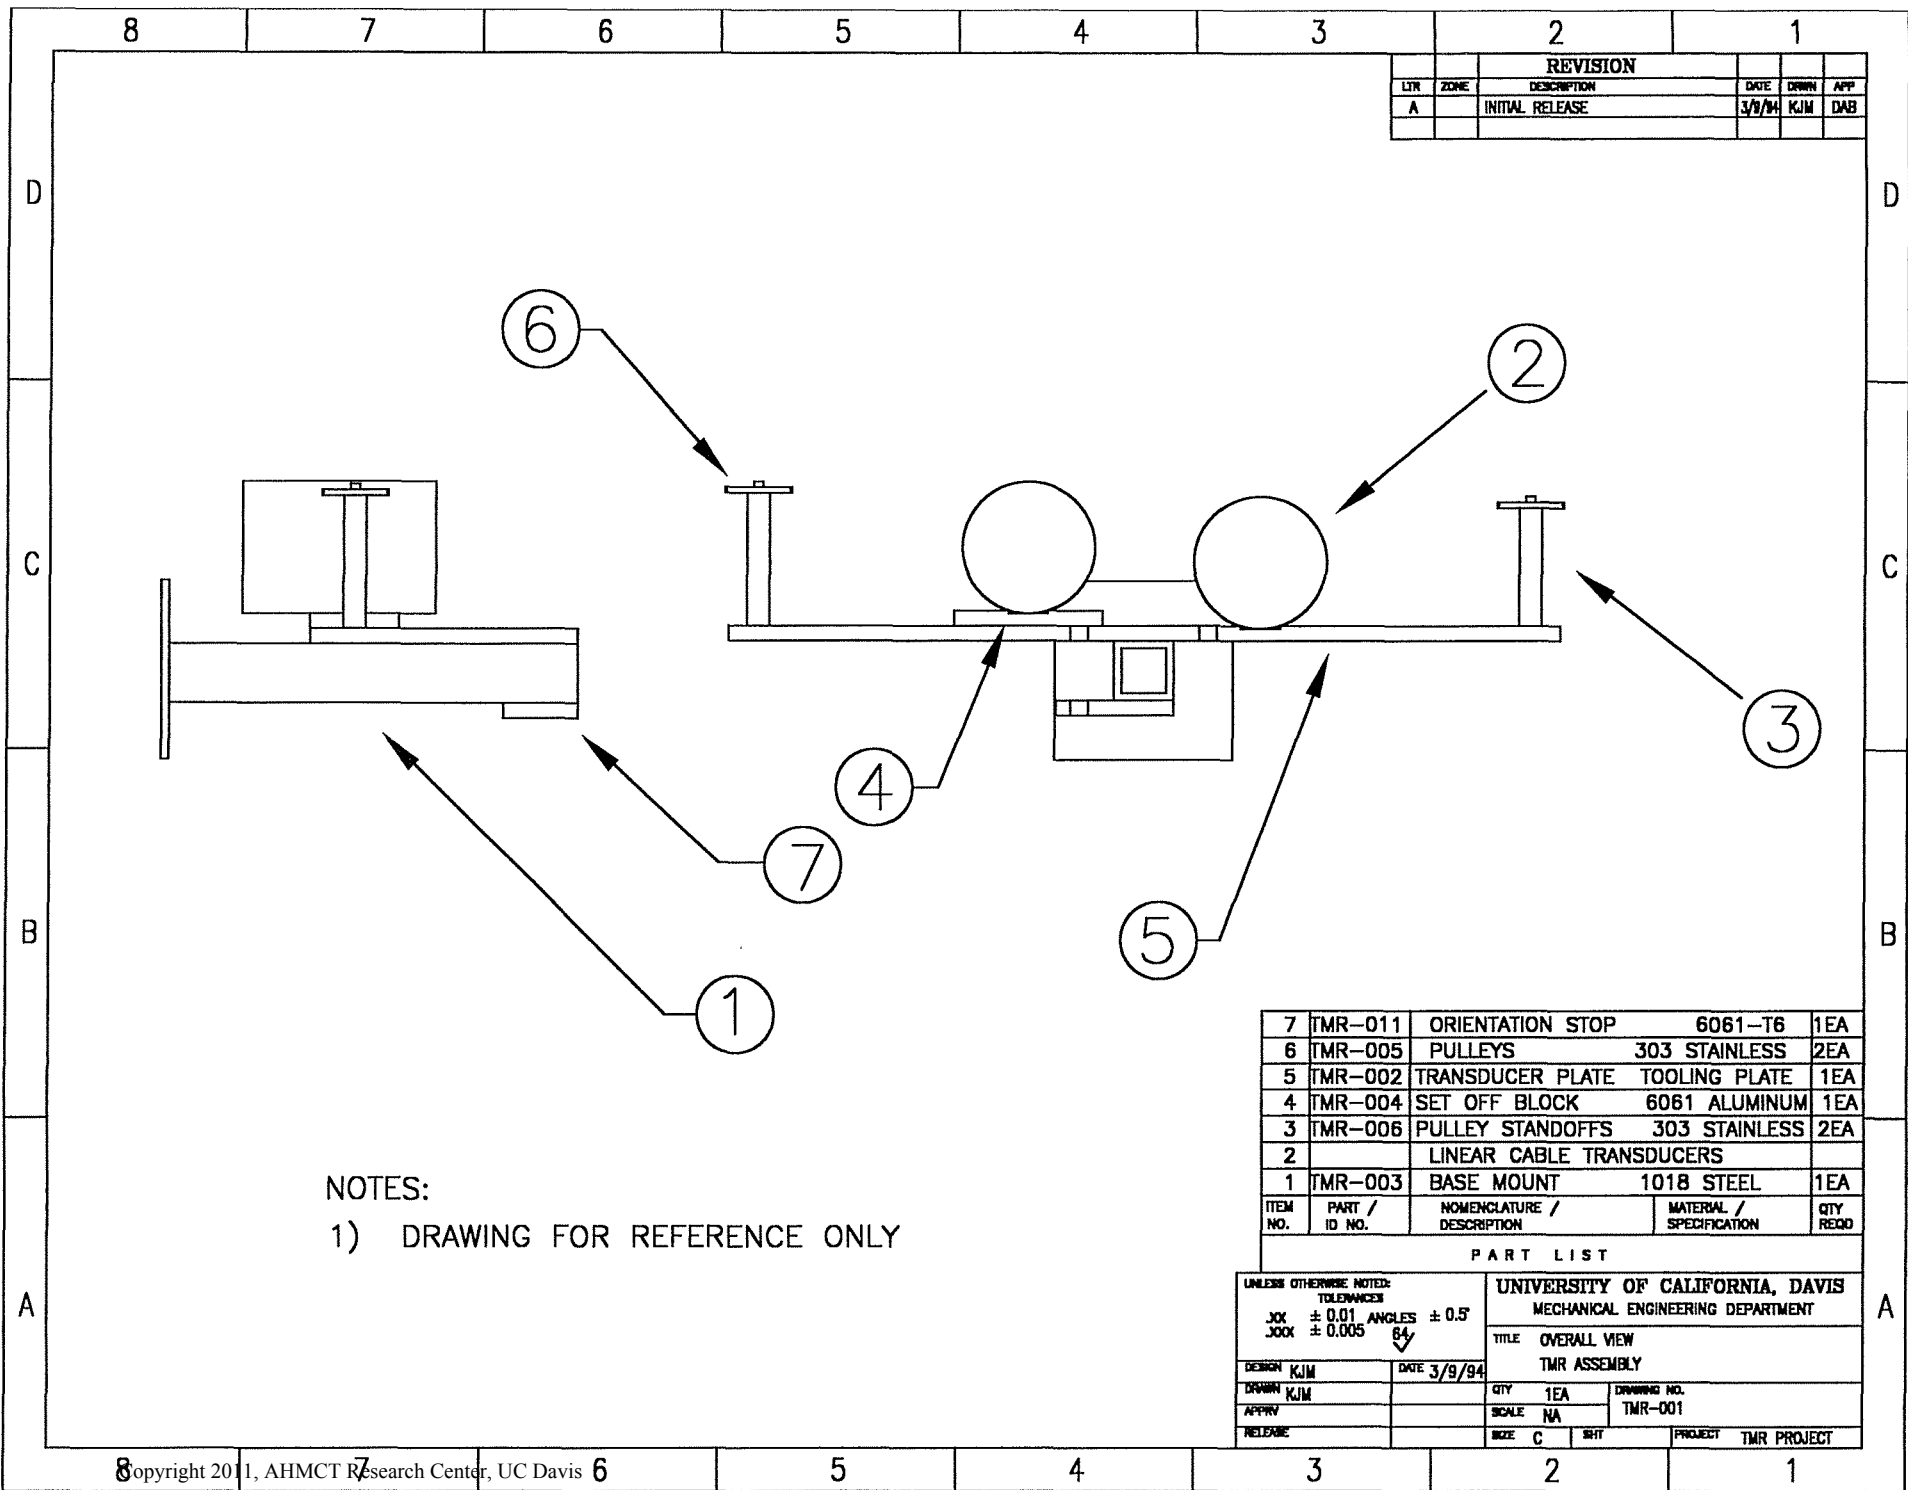 8 7 6 5 4 3 2 1
REVISION
LTR ZONE DESCRIPTION DATE DRWN APP
A INITIAL RELEASE 3/9/94 KJM DAB
D D
6
2
C C
3
4
7
5
B B
1
7 TMR-011 ORIENTATION STOP 6061-T6 1EA
6 TMR-005 PULLEYS 303 STAINLESS 2EA
5 TMR-002 TRANSDUCER PLATE TOOLING PLATE 1EA
4 TMR-004 SET OFF BLOCK 6061 ALUMINUM 1EA
3 TMR-006 PULLEY STANDOFFS 303 STAINLESS 2EA
2 LINEAR CABLE TRANSDUCERS
1 TMR-003 BASE MOUNT 1018 STEEL 1EA
ITEM NO. PART / ID NO. NOMENCLATURE / DESCRIPTION MATERIAL / SPECIFICATION QTY REQD
PART LIST
NOTES:
1) DRAWING FOR REFERENCE ONLY
A A
UNLESS OTHERWISE NOTED:
TOLERANCES
.XX ± 0.01 ANGLES ± 0.5°
.XXX ± 0.005 64
DESIGN KJM DATE 3/9/94
DRAWN KJM
APPRV
RELEASE
UNIVERSITY OF CALIFORNIA, DAVIS
MECHANICAL ENGINEERING DEPARTMENT
TITLE OVERALL VIEW
TMR ASSEMBLY
QTY 1EA DRAWING NO.
SCALE NA TMR-001
SIZE C SHT PROJECT TMR PROJECT
8 7 6 5 4 3 2 1
Copyright 2011, AHMCT Research Center, UC Davis